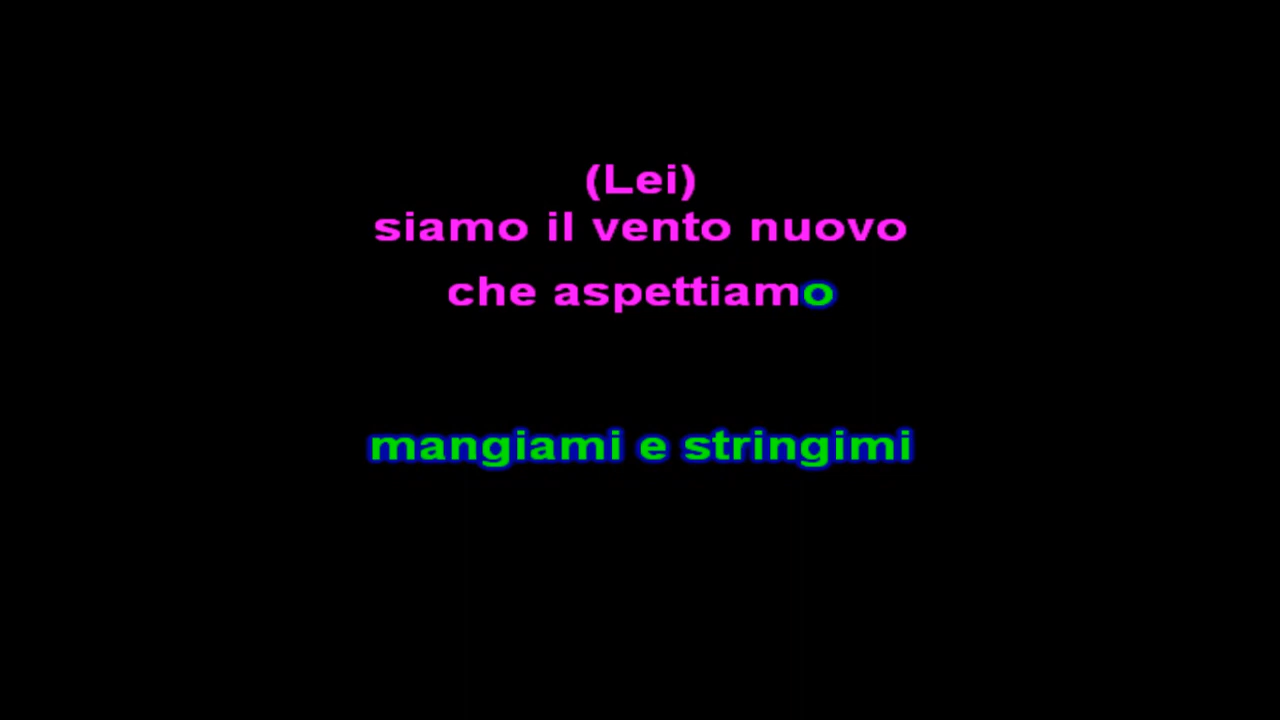 (Lei)
siamo il vento nuovo
che aspettiamo
mangiami e stringimi